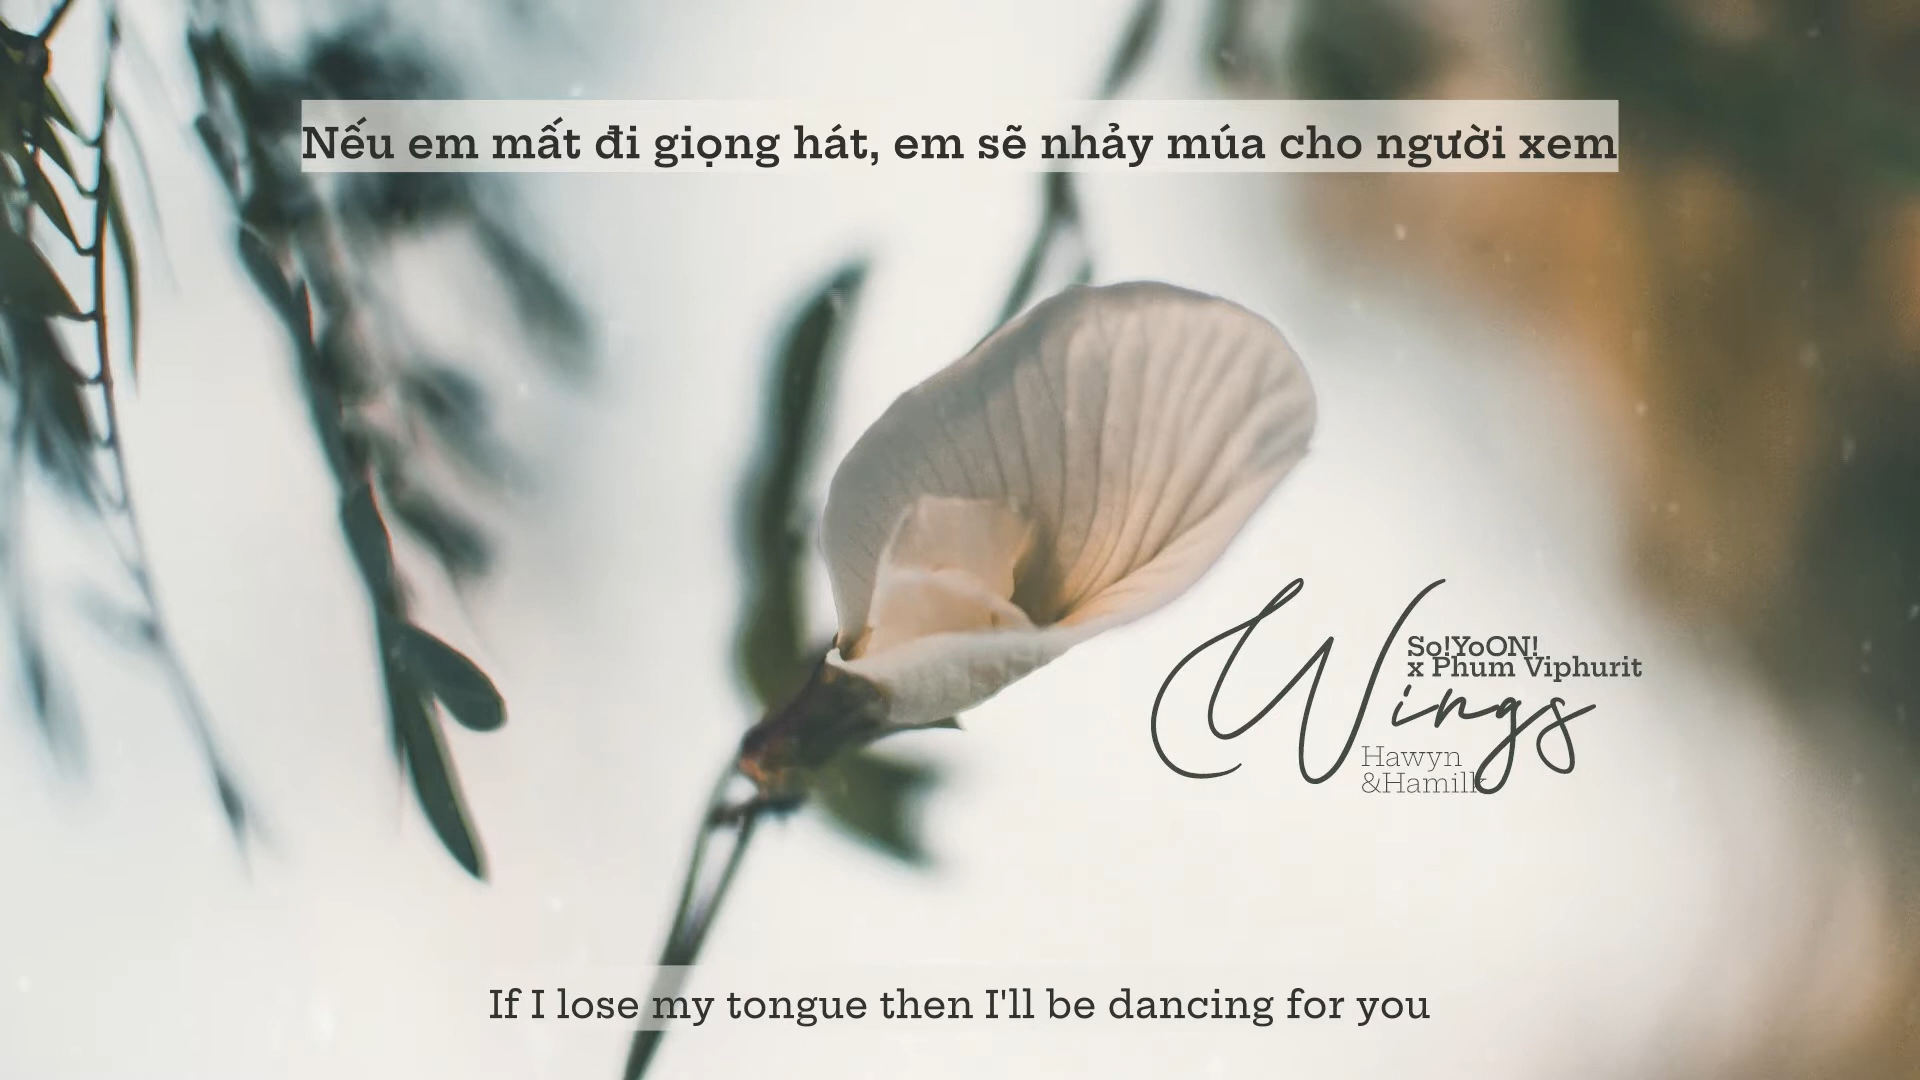 Nếu em mất đi giọng hát, em sẽ nhảy múa cho người xem
So!YoON!
x Phum Viphurit
Wings
Hawyn
&Hamilk
If I lose my tongue then I'll be dancing for you